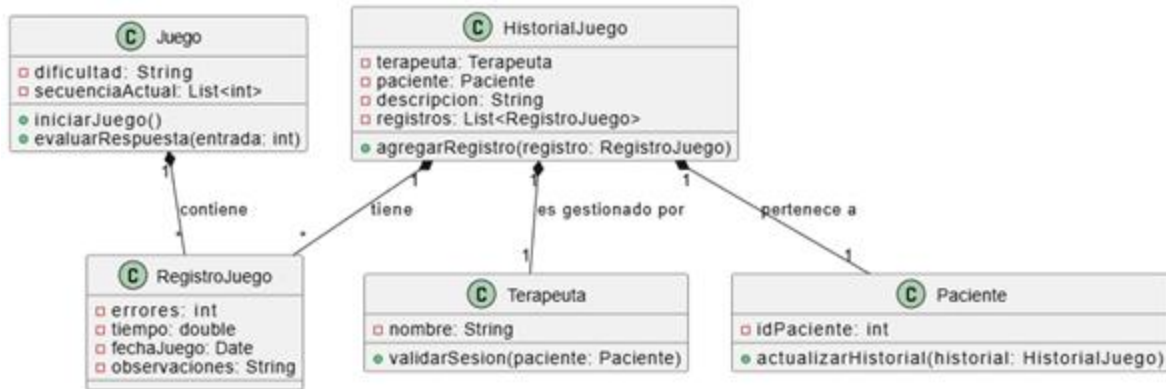 C Juego
dificultad: String
secuenciaActual: List<int>
iniciarJuego()
evaluarRespuesta(entrada: int)
C HistorialJuego
terapeuta: Terapeuta
paciente: Paciente
descripcion: String
registros: List<RegistroJuego>
agregarRegistro(registro: RegistroJuego)
1
1
1
1
contiene
tiene
es gestionado por
pertenece a
*
*
1
1
C RegistroJuego
errores: int
tiempo: double
fechaJuego: Date
observaciones: String
C Terapeuta
nombre: String
validarSesion(paciente: Paciente)
C Paciente
idPaciente: int
actualizarHistorial(historial: HistorialJuego)